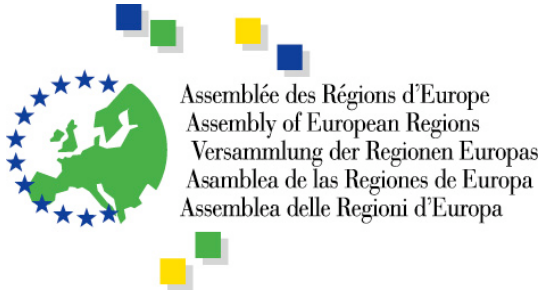 Assemblée des Régions d'Europe
Assembly of European Regions
Versammlung der Regionen Europas
Asamblea de las Regiones de Europa
Assemblea delle Regioni d'Europa